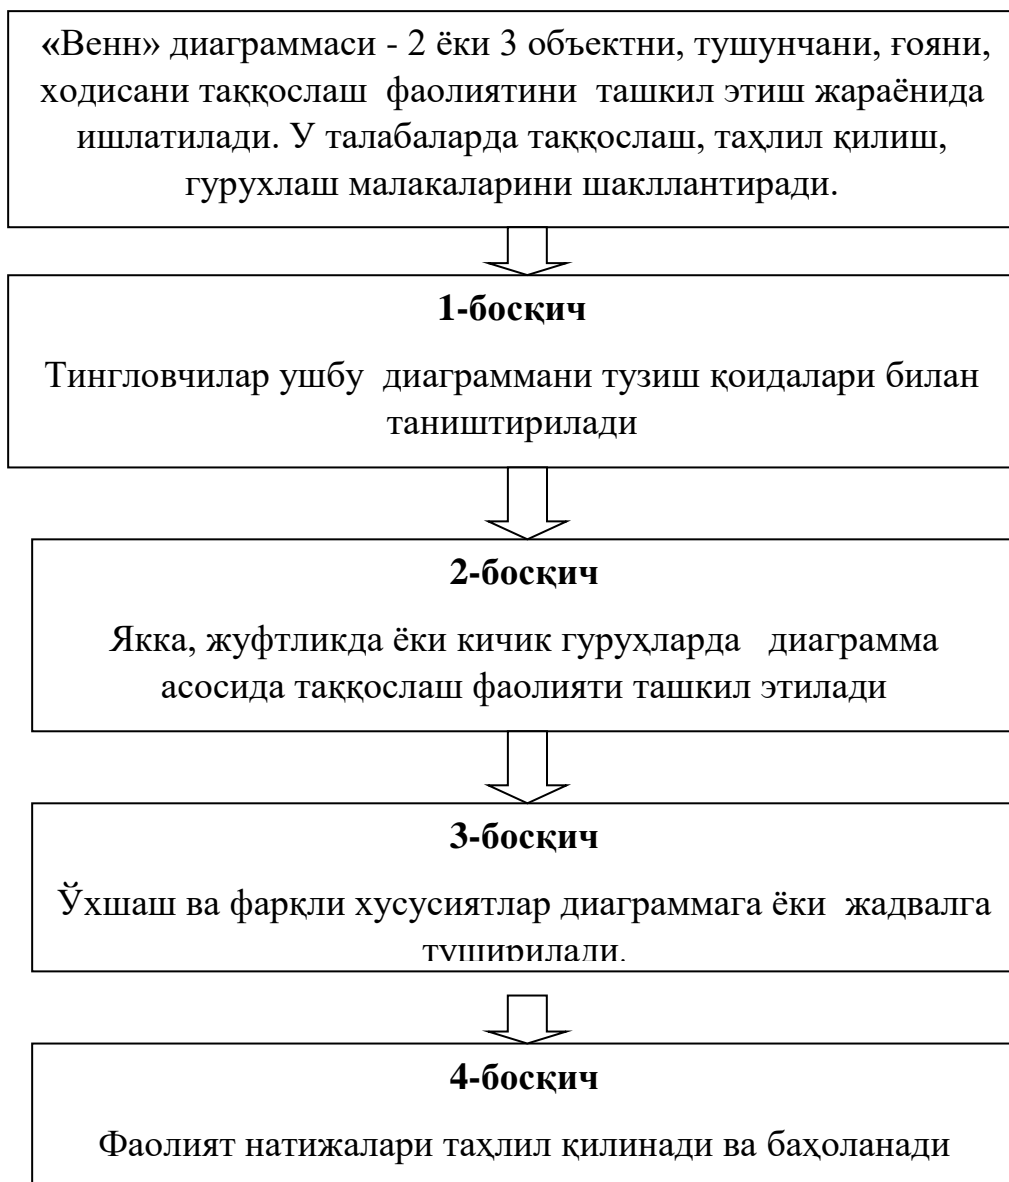 «Венн» диаграммаси - 2 ёки 3 объектни, тушунчани, ғояни,
ходисани таққослаш фаолиятини ташкил этиш жараёнида
ишлатилади. У талабаларда таққослаш, таҳлил қилиш,
гурухлаш малакаларини шакллантиради.
1-босқич
Тингловчилар ушбу диаграммани тузиш қоидалари билан
таништирилади
2-босқич
Якка, жуфтликда ёки кичик гуруҳларда диаграмма
асосида таққослаш фаолияти ташкил этилади
3-босқич
Ўхшаш ва фарқли хусусиятлар диаграммага ёки жадвалга
туширилади.
4-босқич
Фаолият натижалари таҳлил қилинади ва баҳоланади